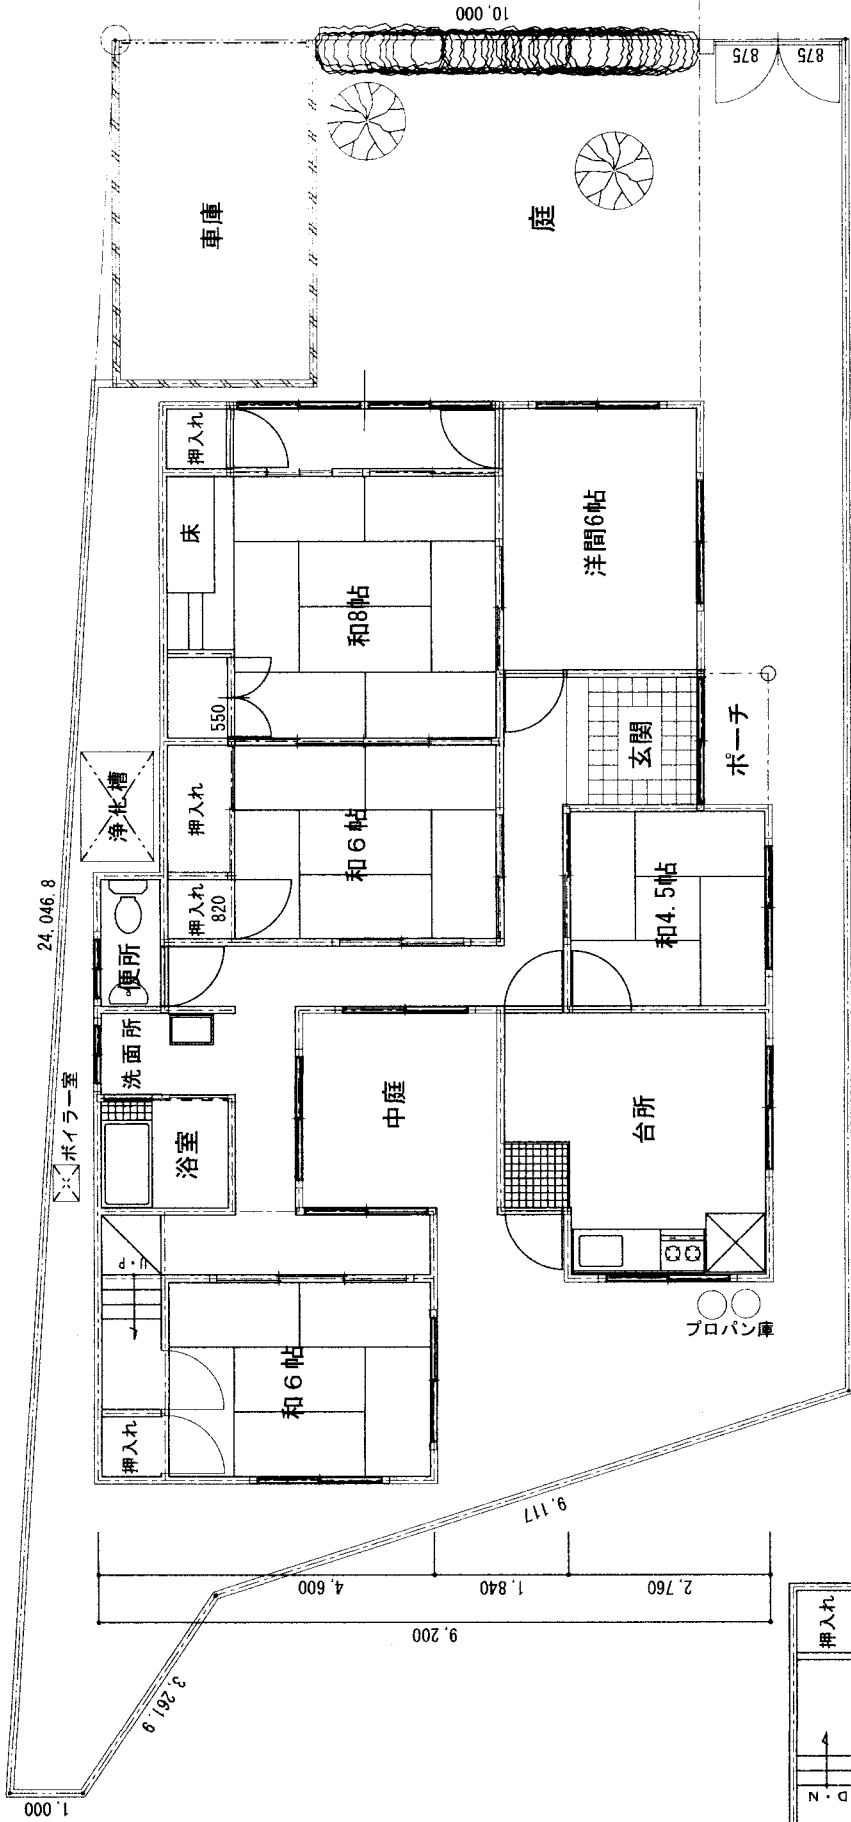 10,000
875
875
車庫
庭
押入れ
床
和8帖
洋間6帖
550
玄関
ポーチ
浄化槽
押入れ
和6帖
押入れ
820
便所
和4.5帖
24,046.8
洗面所
ボイラー室
中庭
台所
浴室
U・P
プロパン庫
和6帖
押入れ
9,117
4,600
1,840
2,760
9,200
3,261.9
1,000
押入れ
D・N